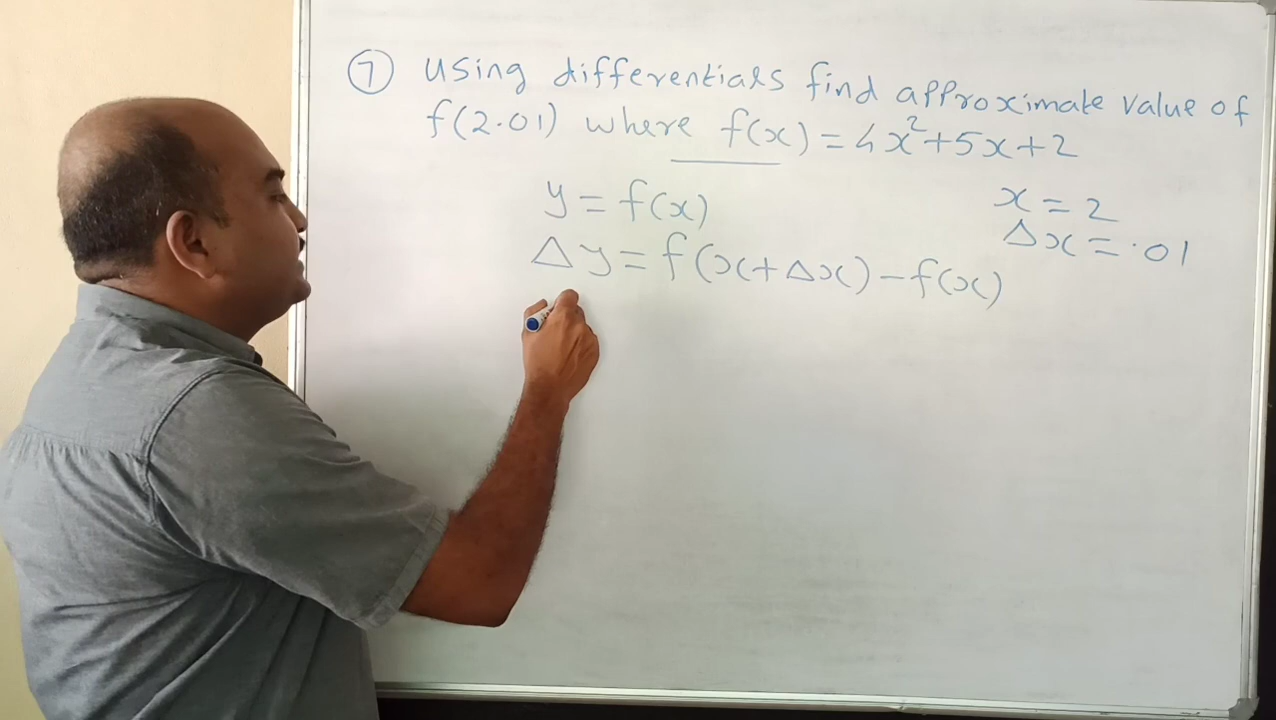 ⑦ Using differentials find approximate value of
f(2.01) where f(x) = 4x²+5x+2
y = f(x)
x = 2
Δx = .01
Δy = f(x+Δx) - f(x)